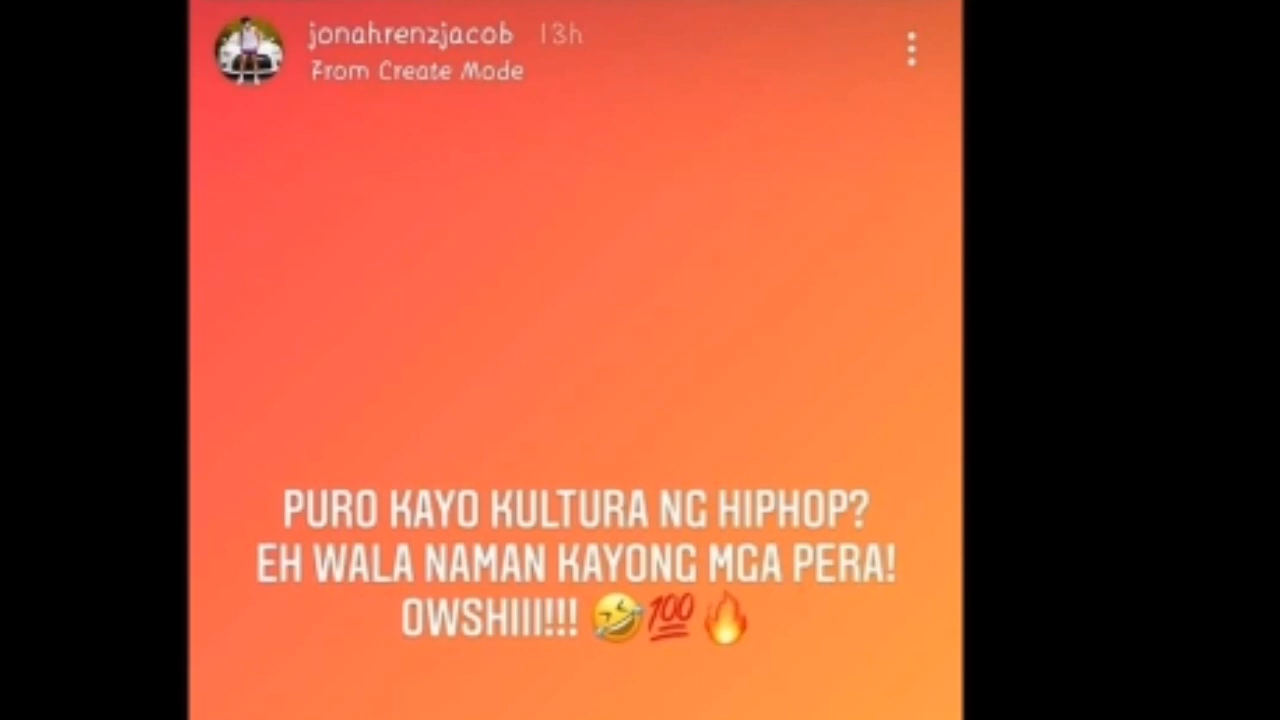 jonahrenzjacob 13h
From Create Mode
PURO KAYO KULTURA NG HIPHOP?
EH WALA NAMAN KAYONG MGA PERA!
OWSHIII!!! 🤣💯🔥